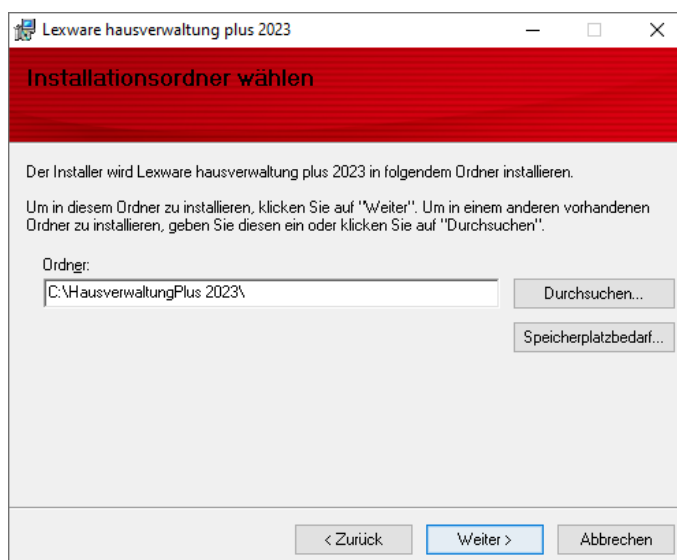 Lexware hausverwaltung plus 2023
Installationsordner wählen
Der Installer wird Lexware hausverwaltung plus 2023 in folgendem Ordner installieren.
Um in diesem Ordner zu installieren, klicken Sie auf "Weiter". Um in einem anderen vorhandenen
Ordner zu installieren, geben Sie diesen ein oder klicken Sie auf "Durchsuchen".
Ordner:
C:\HausverwaltungPlus 2023\
Durchsuchen...
Speicherplatzbedarf...
< Zurück
Weiter >
Abbrechen